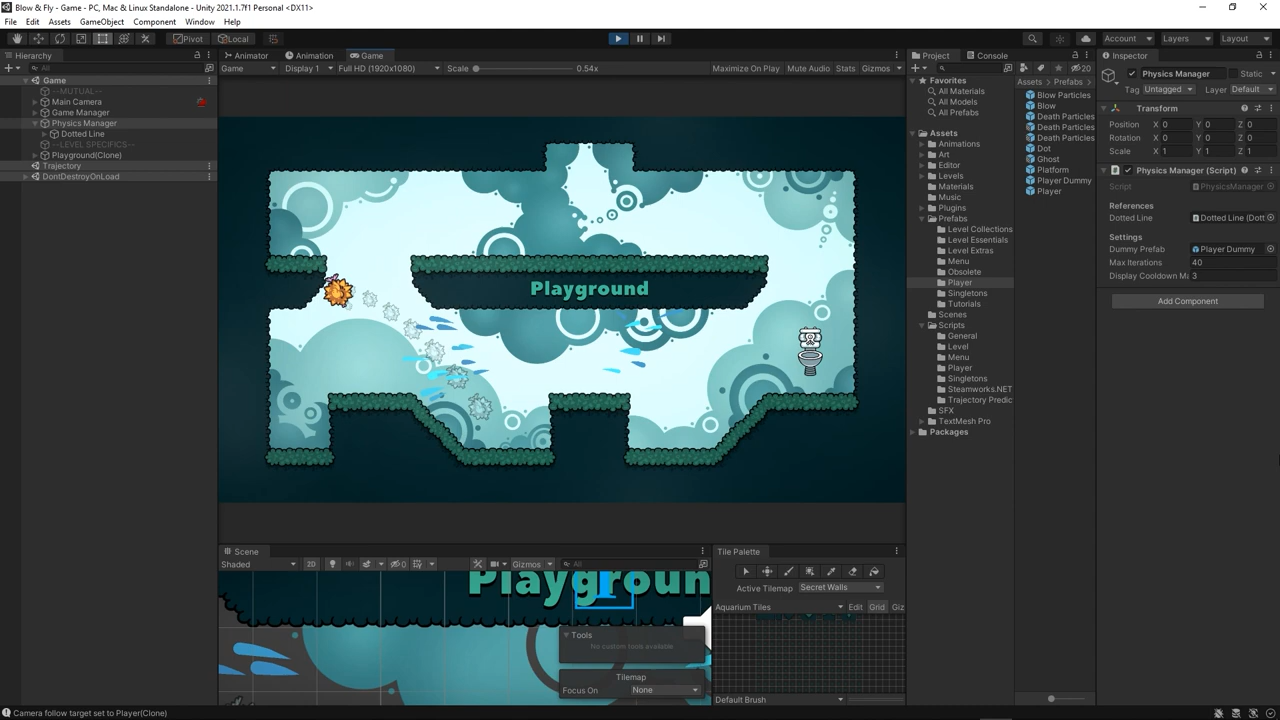 Blow & Fly - Game - PC, Mac & Linux Standalone - Unity 2021.1.7f1 Personal <DX11>
File Edit Assets GameObject Component Window Help
Pivot Local Account Layers Layout
Hierarchy
All
Game
--MUTUAL--
Main Camera
Game Manager
Physics Manager
Dotted Line
--LEVEL SPECIFICS--
Playground(Clone)
Trajectory
DontDestroyOnLoad
Animator Animation Game
Game Display 1 Full HD (1920x1080) Scale 0.54x Maximize On Play Mute Audio Stats Gizmos
Playground
Scene
Shaded 2D 0 Gizmos All
Playgroun
Tools
No custom tools available
Tilemap
Focus On None
Tile Palette
Active Tilemap Secret Walls
Aquarium Tiles Edit Grid Giz
Default Brush
Project Console
20
Favorites
All Materials
All Models
All Prefabs
Assets
Animations
Art
Editor
Levels
Materials
Music
Plugins
Prefabs
Level Collections
Level Essentials
Level Extras
Menu
Obsolete
Player
Singletons
Tutorials
Scenes
Scripts
General
Level
Menu
Player
Singletons
Steamworks.NET
Trajectory Predic
SFX
TextMesh Pro
Packages
Assets Prefabs
Blow Particles
Blow
Death Particles
Death Particles
Death Particles
Dot
Ghost
Platform
Player Dummy
Player
Inspector
Physics Manager Static
Tag Untagged Layer Default
Transform
Position X 0 Y 0 Z 0
Rotation X 0 Y 0 Z 0
Scale X 1 Y 1 Z 1
Physics Manager (Script)
Script PhysicsManager
References
Dotted Line Dotted Line (Dott
Settings
Dummy Prefab Player Dummy
Max Iterations 40
Display Cooldown Ma 3
Add Component
Camera follow target set to Player(Clone)